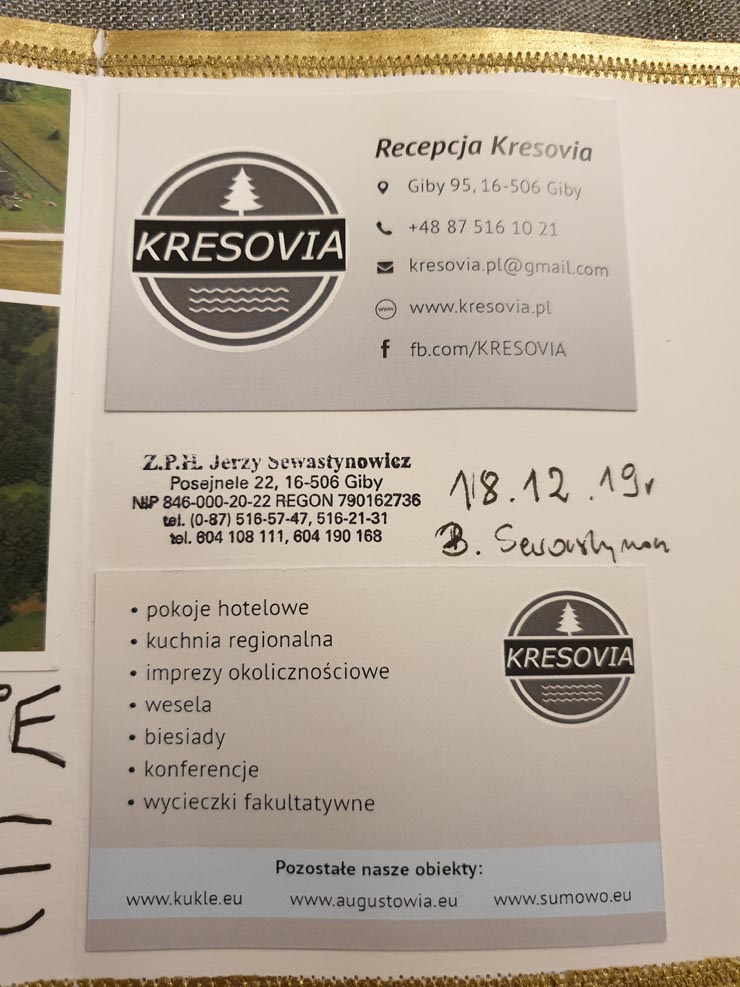 Recepcja Kresovia
Giby 95, 16-506 Giby
+48 87 516 10 21
kresovia.pl@gmail.com
www
www.kresovia.pl
f fb.com/KRESOVIA
KRESOVIA
Z.P.H. Jerzy Sewastynowicz
Posejnele 22, 16-506 Giby
NIP 846-000-20-22 REGON 790162736
tel. (0-87) 516-57-47, 516-21-31
tel. 604 108 111, 604 190 168
18.12.19r
B.
• pokoje hotelowe
• kuchnia regionalna
• imprezy okolicznościowe
• wesela
• biesiady
• konferencje
• wycieczki fakultatywne
KRESOVIA
Pozostałe nasze obiekty:
www.kukle.eu www.augustowia.eu www.sumowo.eu